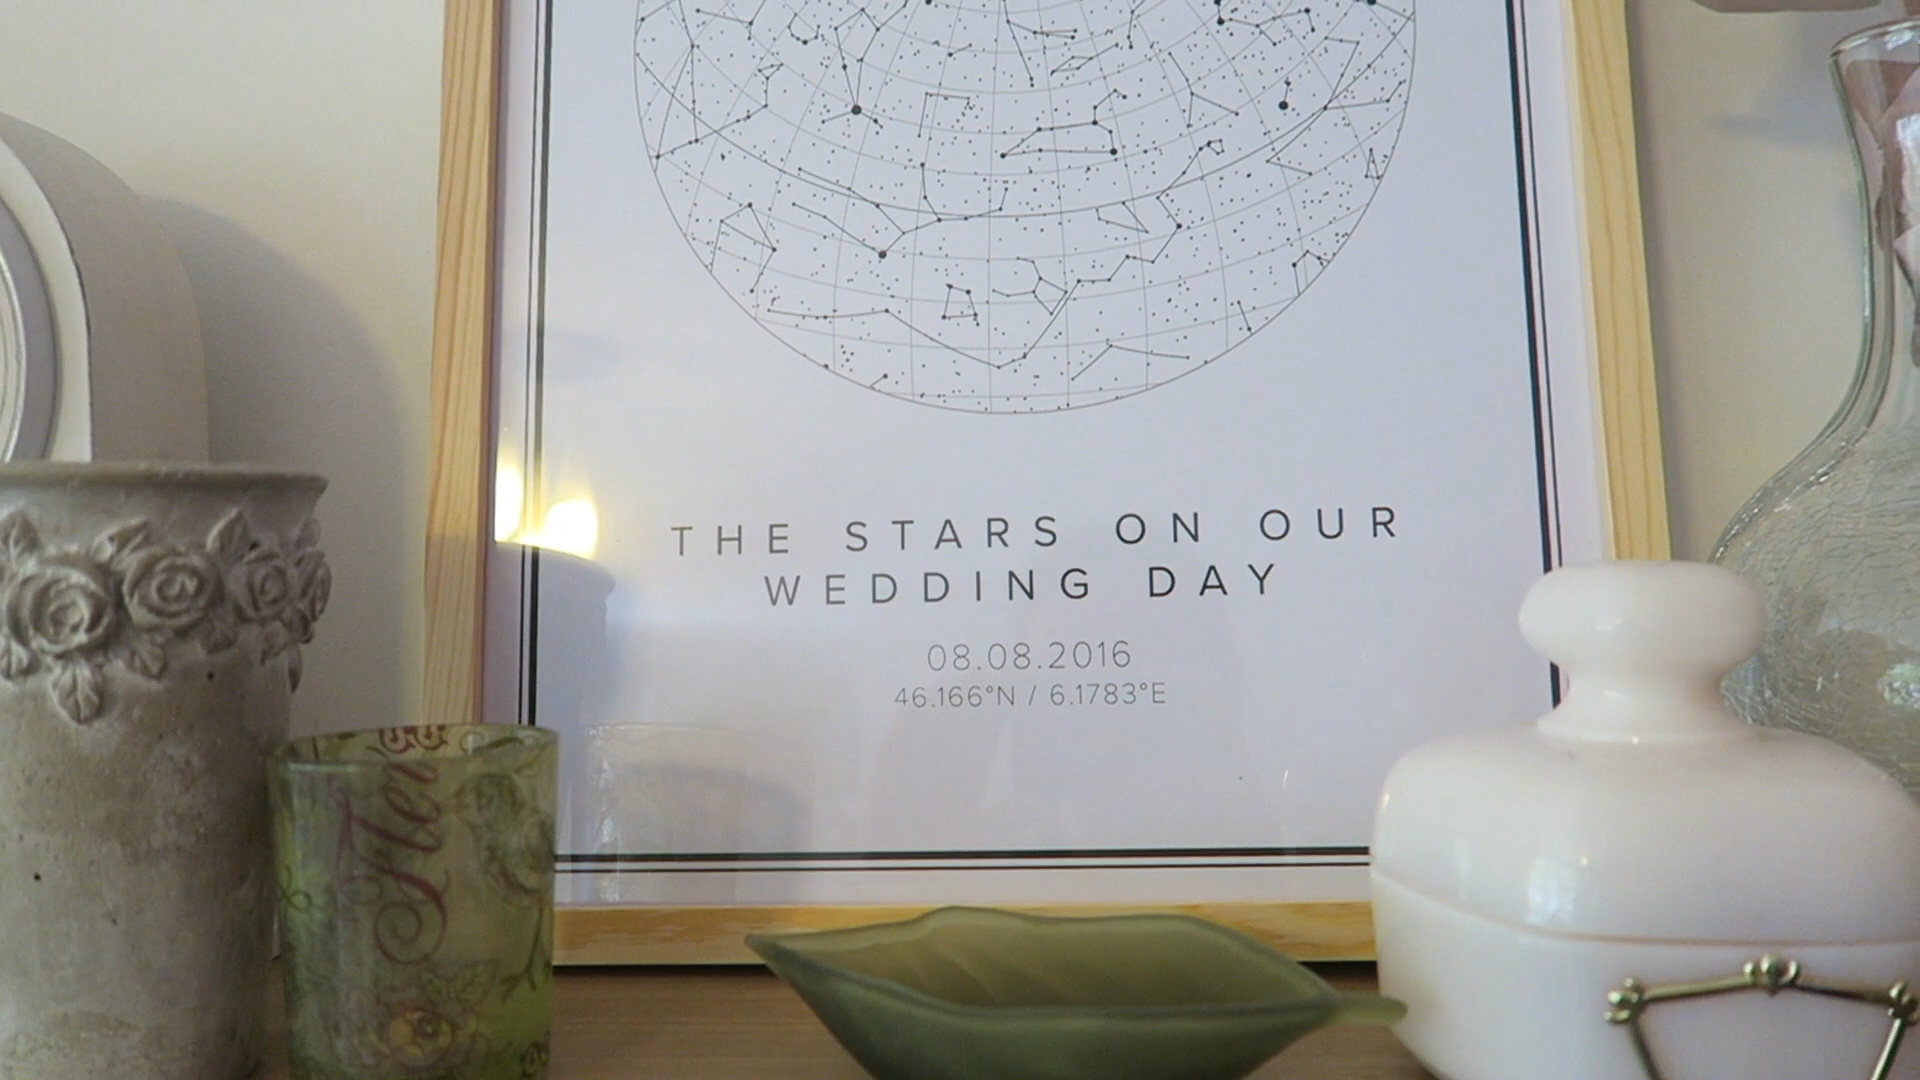 THE STARS ON OUR
WEDDING DAY
08.08.2016
46.166°N / 6.1783°E